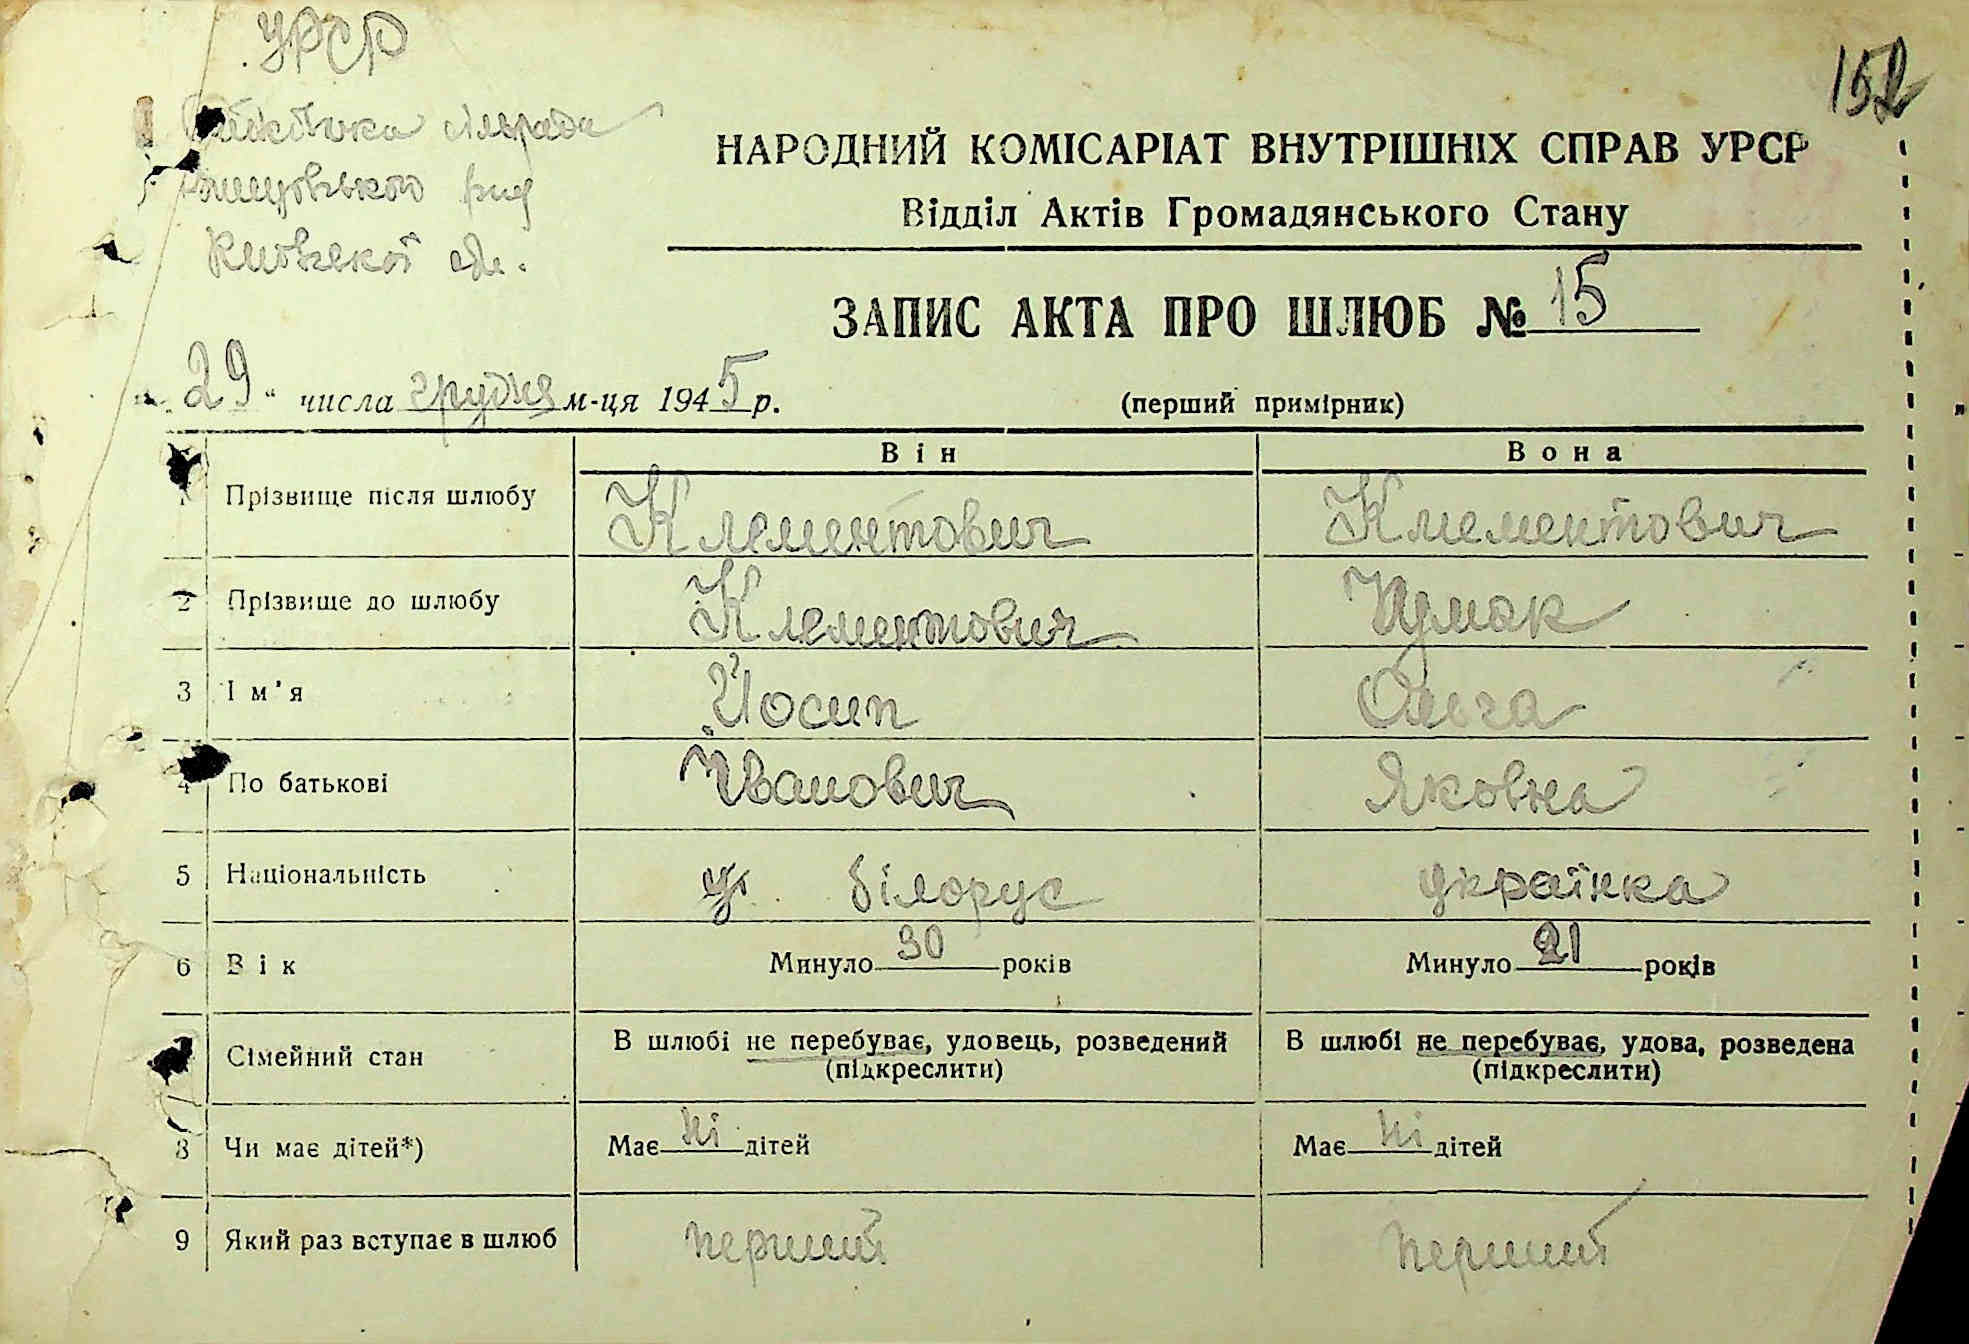 УРСР
152
сільрада
НАРОДНИЙ КОМІСАРІАТ ВНУТРІШНІХ СПРАВ УРСР
Відділ Актів Громадянського Стану
Київської обл.
ЗАПИС АКТА ПРО ШЛЮБ № 15
„29“ числа грудня м-ця 1945 р.
(перший примірник)
Він Вона
1 Прізвище після шлюбу Клементович Клементович
2 Прізвище до шлюбу Клементович
3 Ім'я Йосип Ольга
4 По батькові Іванович Яковна
5 Національність білорус українка
6 Вік Минуло 30 років Минуло 21 років
7 Сімейний стан В шлюбі не перебуває, удовець, розведений В шлюбі не перебуває, удова, розведена
(підкреслити) (підкреслити)
8 Чи має дітей*) Має ні дітей Має ні дітей
9 Який раз вступає в шлюб перший перший